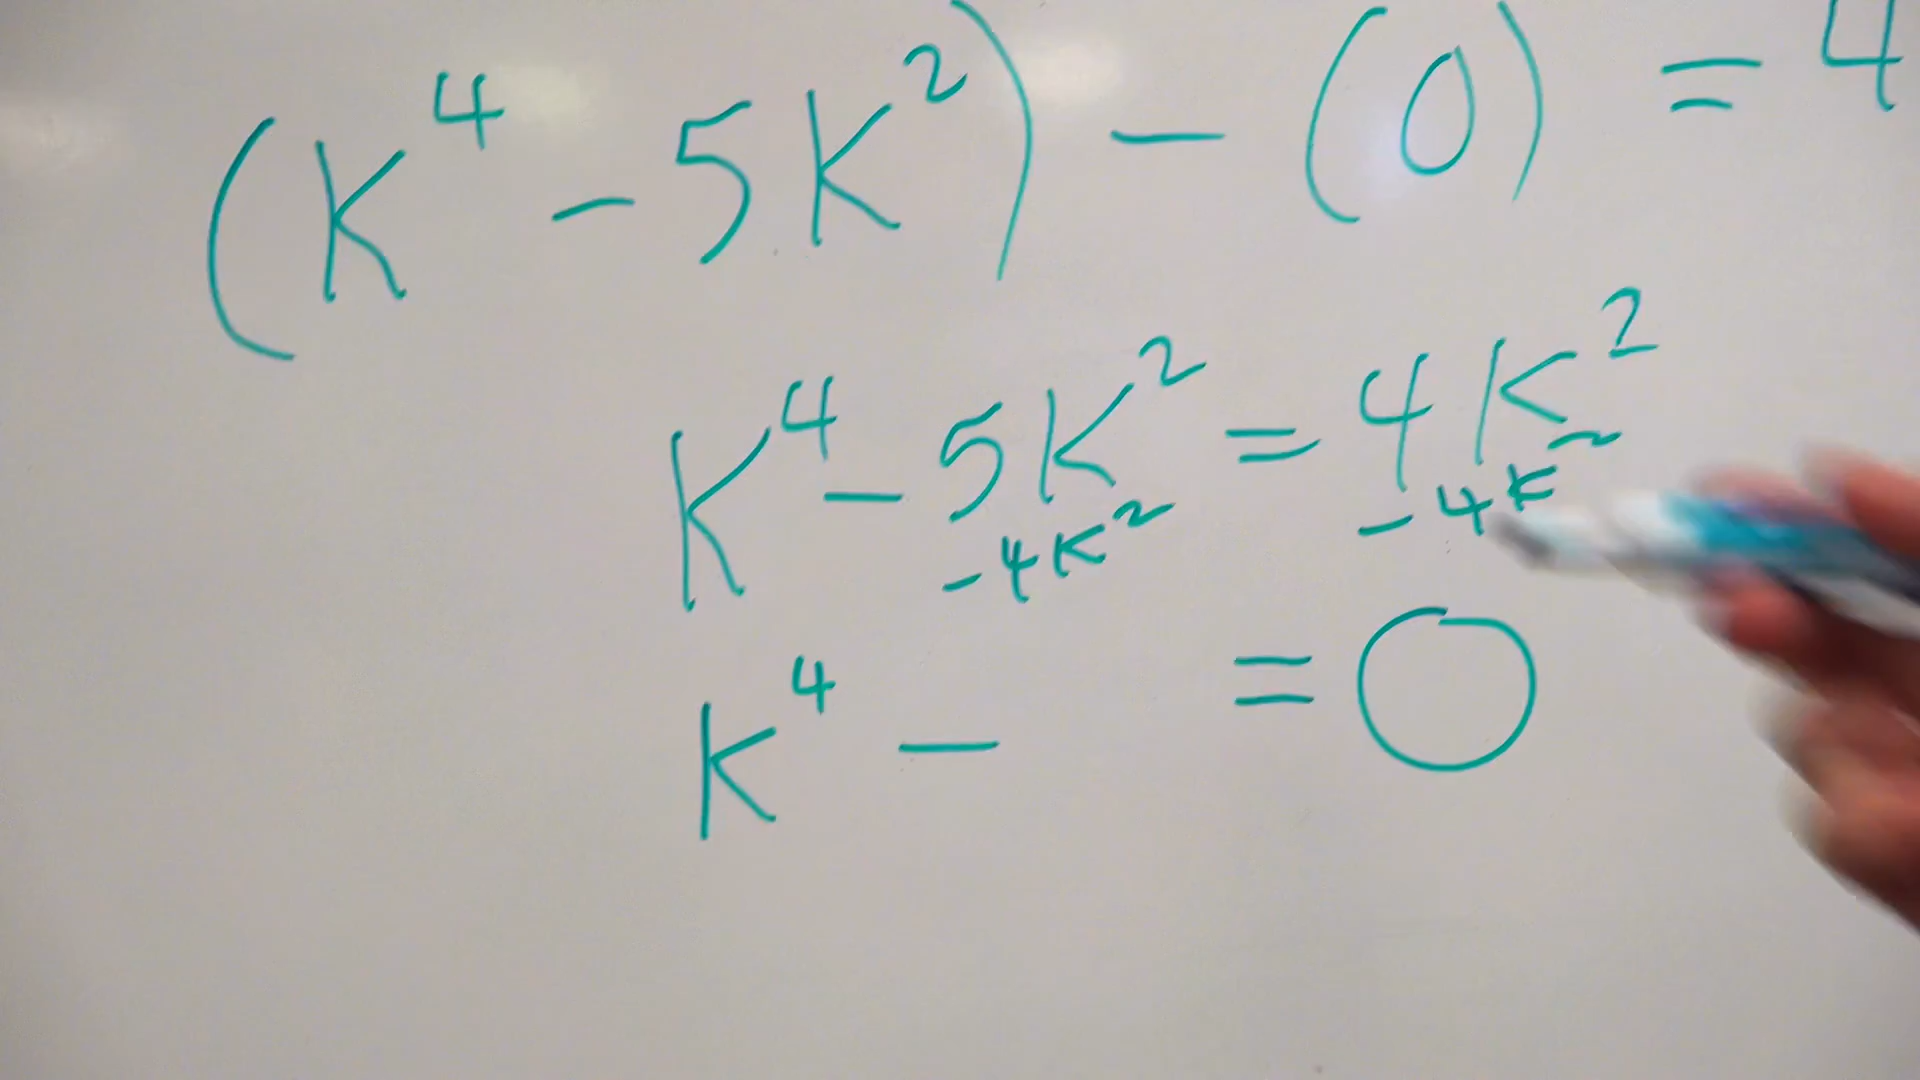 (K⁴ - 5K²) - (0) = 4
K⁴ - 5K² = 4K²
-4K² -4K²
K⁴ - = 0